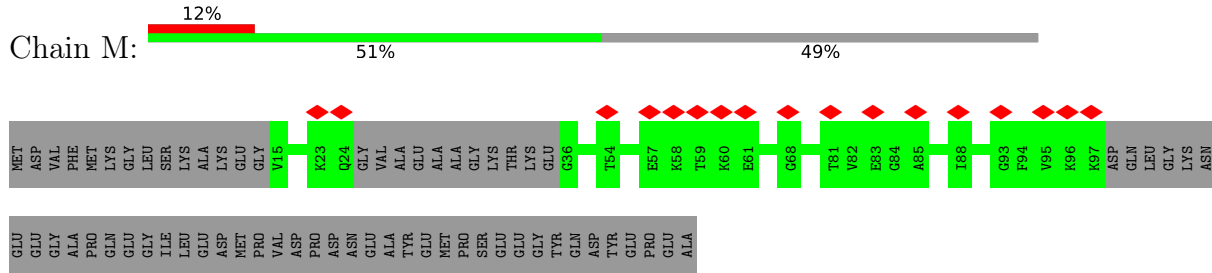 12%
Chain M:
51% 49%
MET ASP VAL PHE MET LYS GLY LEU SER LYS ALA LYS GLU GLY V15 K23 Q24 GLY VAL ALA GLU ALA ALA GLY LYS THR LYS GLU G36 T54 E57 K58 T59 K60 E61 G68 T81 V82 E83 G84 A85 I88 G93 F94 V95 K96 K97 ASP GLN LEU GLY LYS ASN
GLU GLU GLY ALA PRO GLN GLU GLY ILE LEU GLU ASP MET PRO VAL ASP PRO ASP ASN GLU ALA TYR GLU MET PRO SER GLU GLU GLY TYR GLN ASP TYR GLU PRO GLU ALA